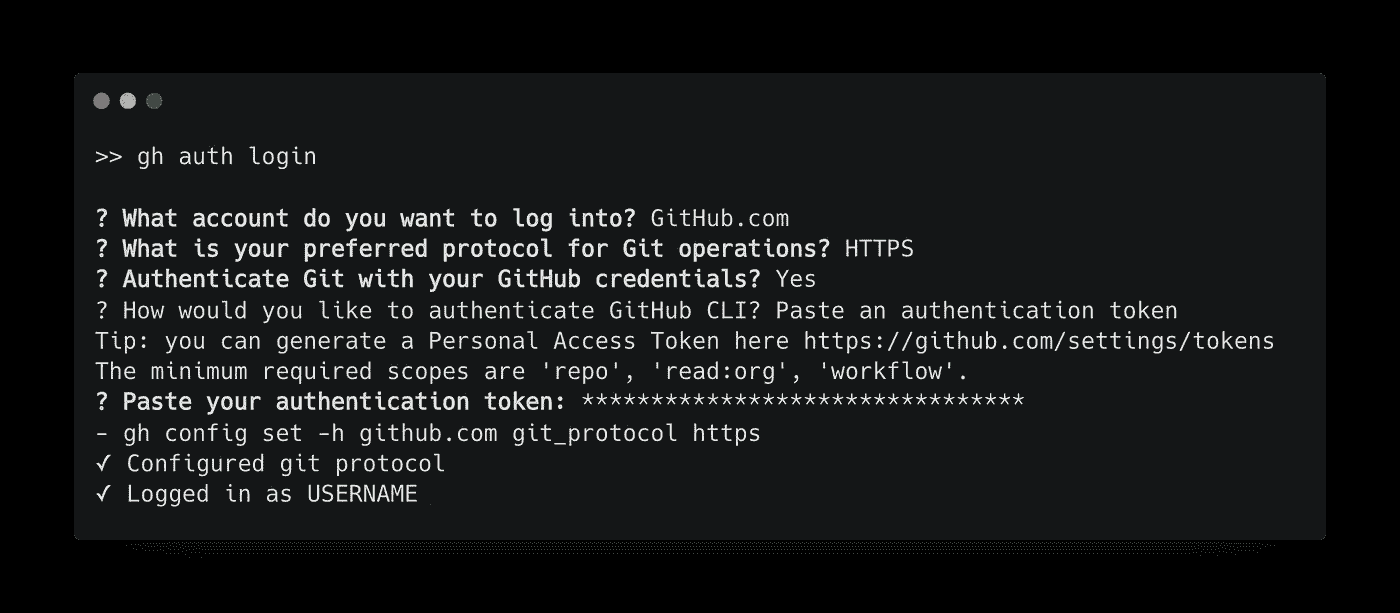 >> gh auth login
? What account do you want to log into? GitHub.com
? What is your preferred protocol for Git operations? HTTPS
? Authenticate Git with your GitHub credentials? Yes
? How would you like to authenticate GitHub CLI? Paste an authentication token
Tip: you can generate a Personal Access Token here https://github.com/settings/tokens
The minimum required scopes are 'repo', 'read:org', 'workflow'.
? Paste your authentication token: ********************************
- gh config set -h github.com git_protocol https
✓ Configured git protocol
✓ Logged in as USERNAME